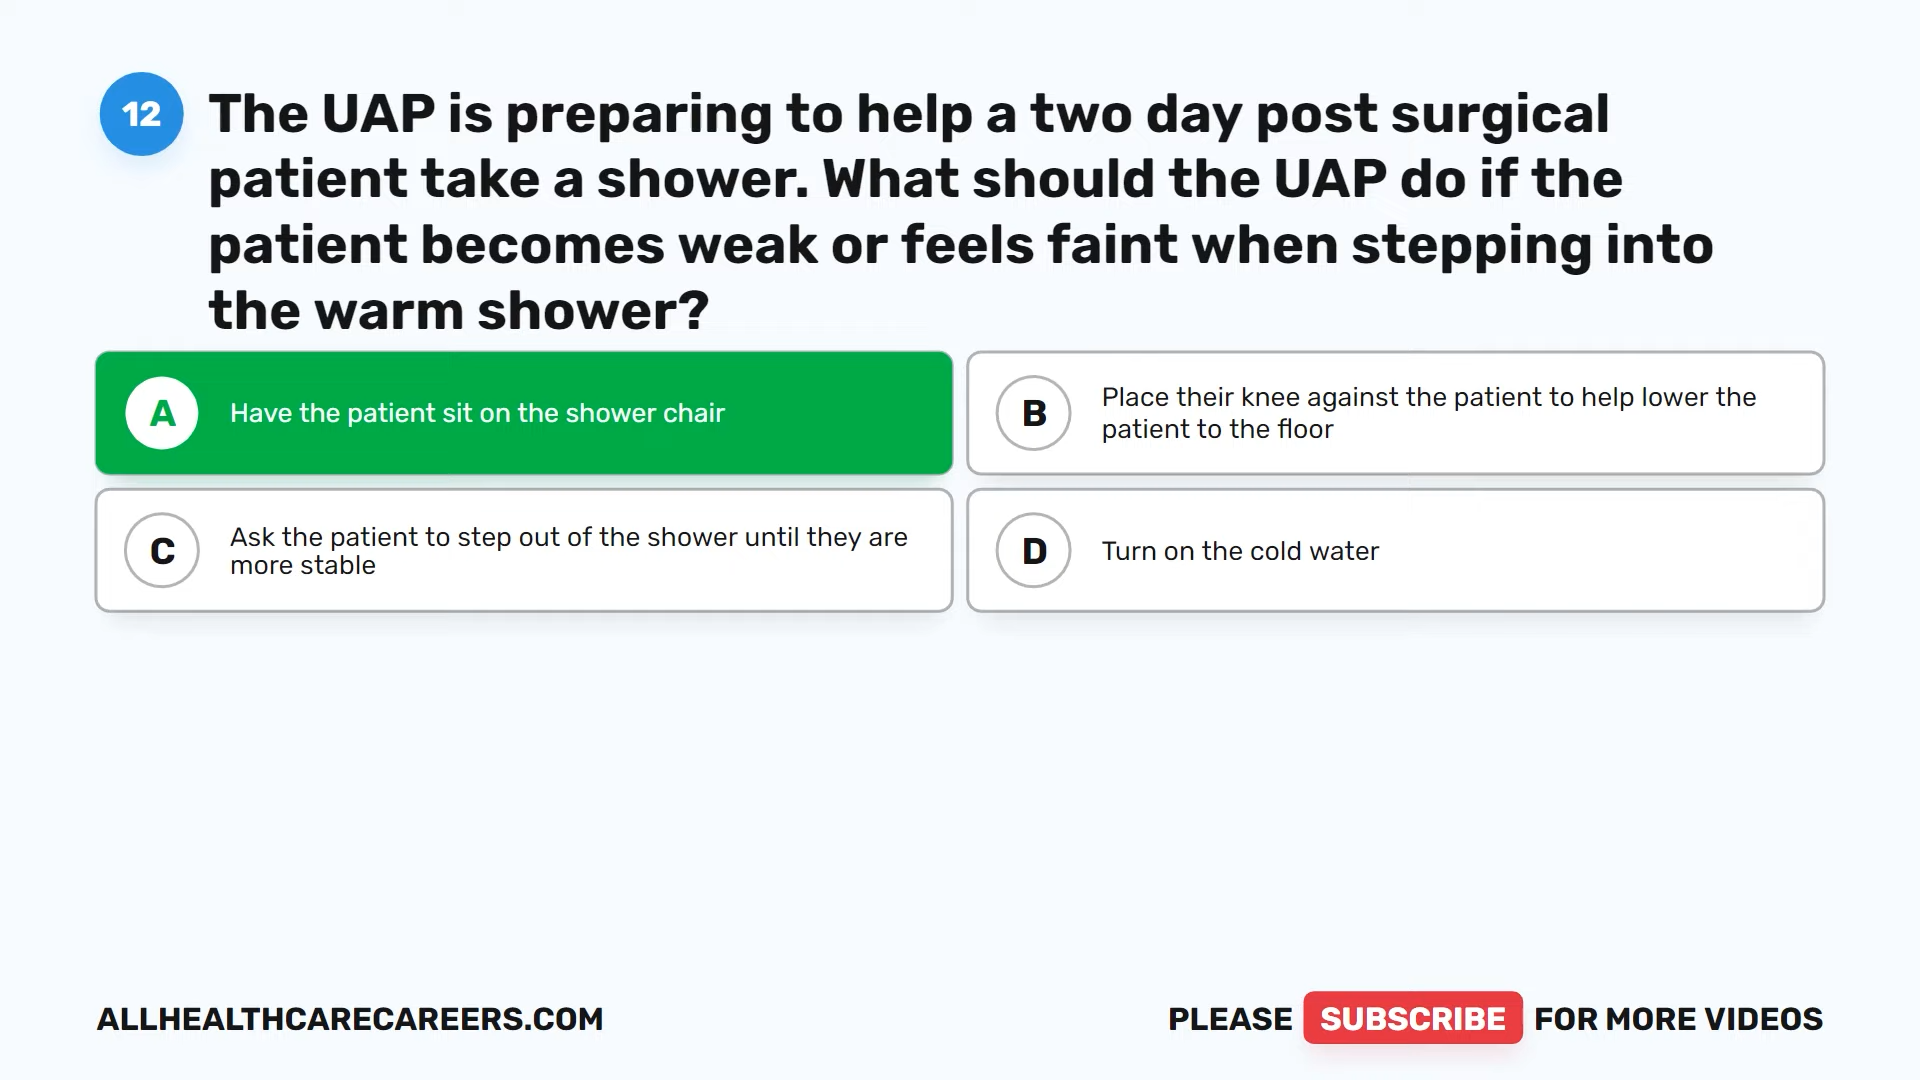 12
The UAP is preparing to help a two day post surgical
patient take a shower. What should the UAP do if the
patient becomes weak or feels faint when stepping into
the warm shower?
A
Have the patient sit on the shower chair
B
Place their knee against the patient to help lower the
patient to the floor
C
Ask the patient to step out of the shower until they are
more stable
D
Turn on the cold water
ALLHEALTHCARECAREERS.COM
PLEASE SUBSCRIBE FOR MORE VIDEOS